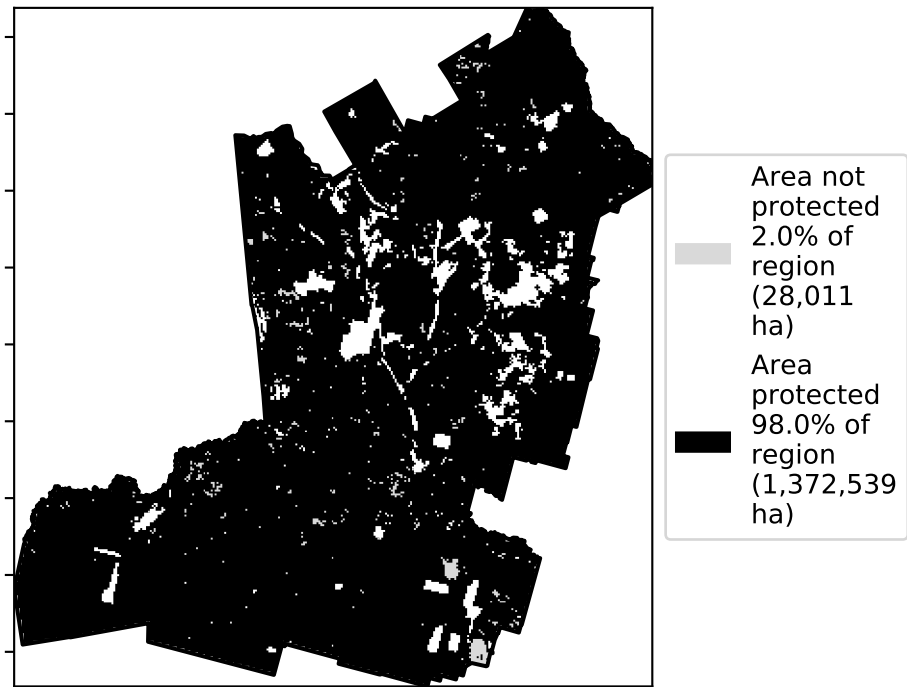 Area not
protected
2.0% of
region
(28,011
ha)
Area
protected
98.0% of
region
(1,372,539
ha)